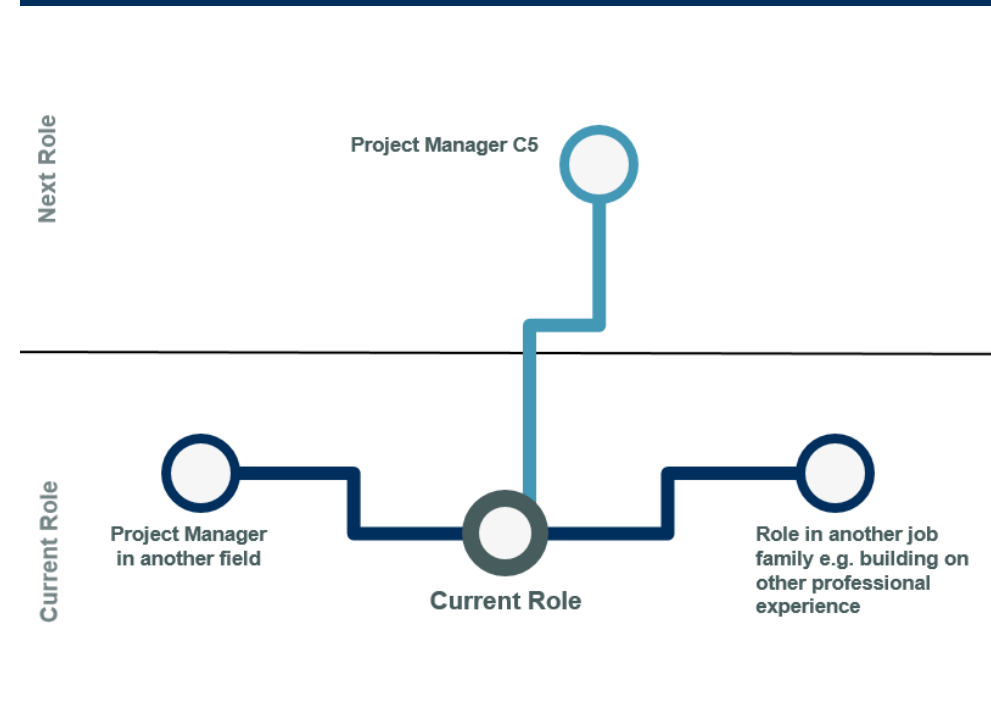 Next Role
Project Manager C5
Current Role
Project Manager
in another field
Current Role
Role in another job
family e.g. building on
other professional
experience